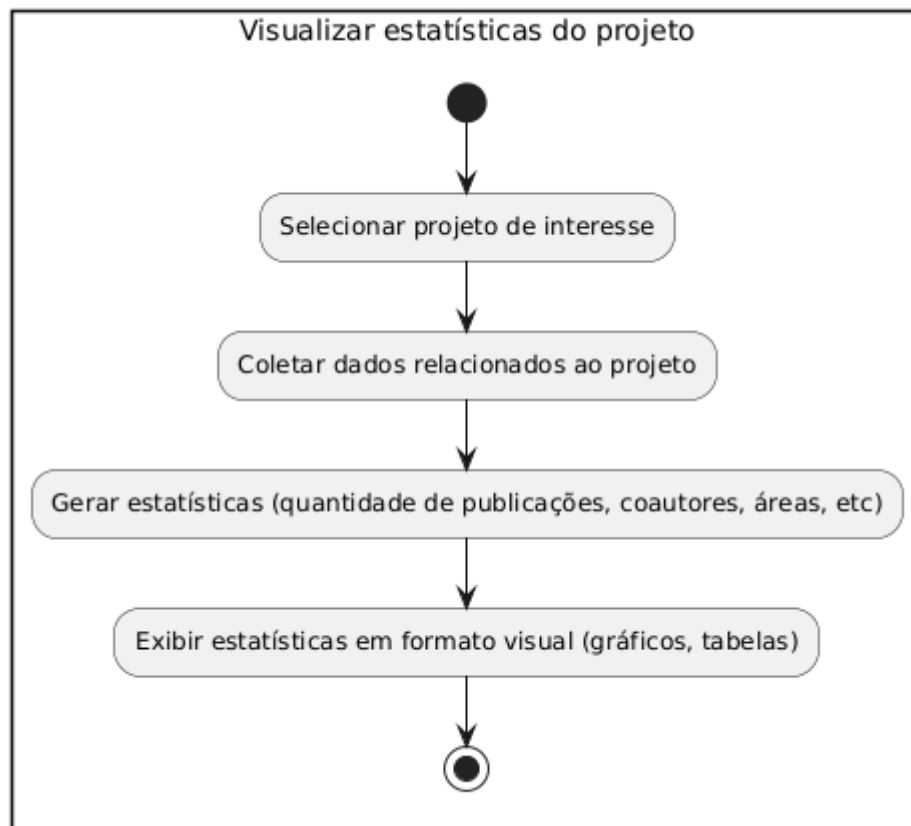 Visualizar estatísticas do projeto
Selecionar projeto de interesse
Coletar dados relacionados ao projeto
Gerar estatísticas (quantidade de publicações, coautores, áreas, etc)
Exibir estatísticas em formato visual (gráficos, tabelas)